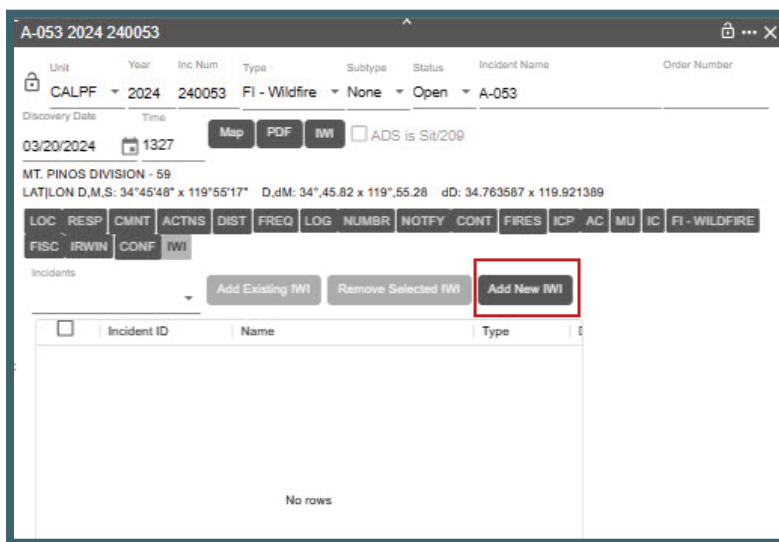 A-053 2024 240053
Unit Year Inc Num Type Subtype Status Incident Name Order Number
CALPF 2024 240053 FI - Wildfire None Open A-053
Discovery Date Time
03/20/2024 1327 Map PDF IWI ADS is Sit/209
MT. PINOS DIVISION - 59
LAT|LON D,M,S: 34°45'48" x 119°55'17" D,dM: 34°,45.82 x 119°,55.28 dD: 34.763587 x 119.921389
LOC RESP CMNT ACTNS DIST FREQ LOG NUMBR NOTFY CONT FIRES ICP AC MU IC FI - WILDFIRE
FISC IRWIN CONF IWI
Incidents
Add Existing IWI Remove Selected IWI Add New IWI
Incident ID Name Type
No rows